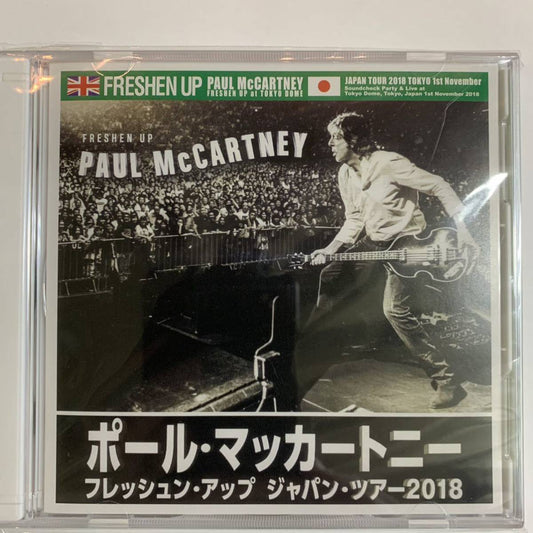 FRESHEN UP
PAUL McCARTNEY
FRESHEN UP at TOKYO DOME
JAPAN TOUR 2018 TOKYO 1st November
Soundcheck Party & Live at
Tokyo Dome, Tokyo, Japan 1st November 2018
FRESHEN UP
PAUL McCARTNEY
ポール・マッカートニー
フレッシュン・アップ ジャパン・ツアー2018